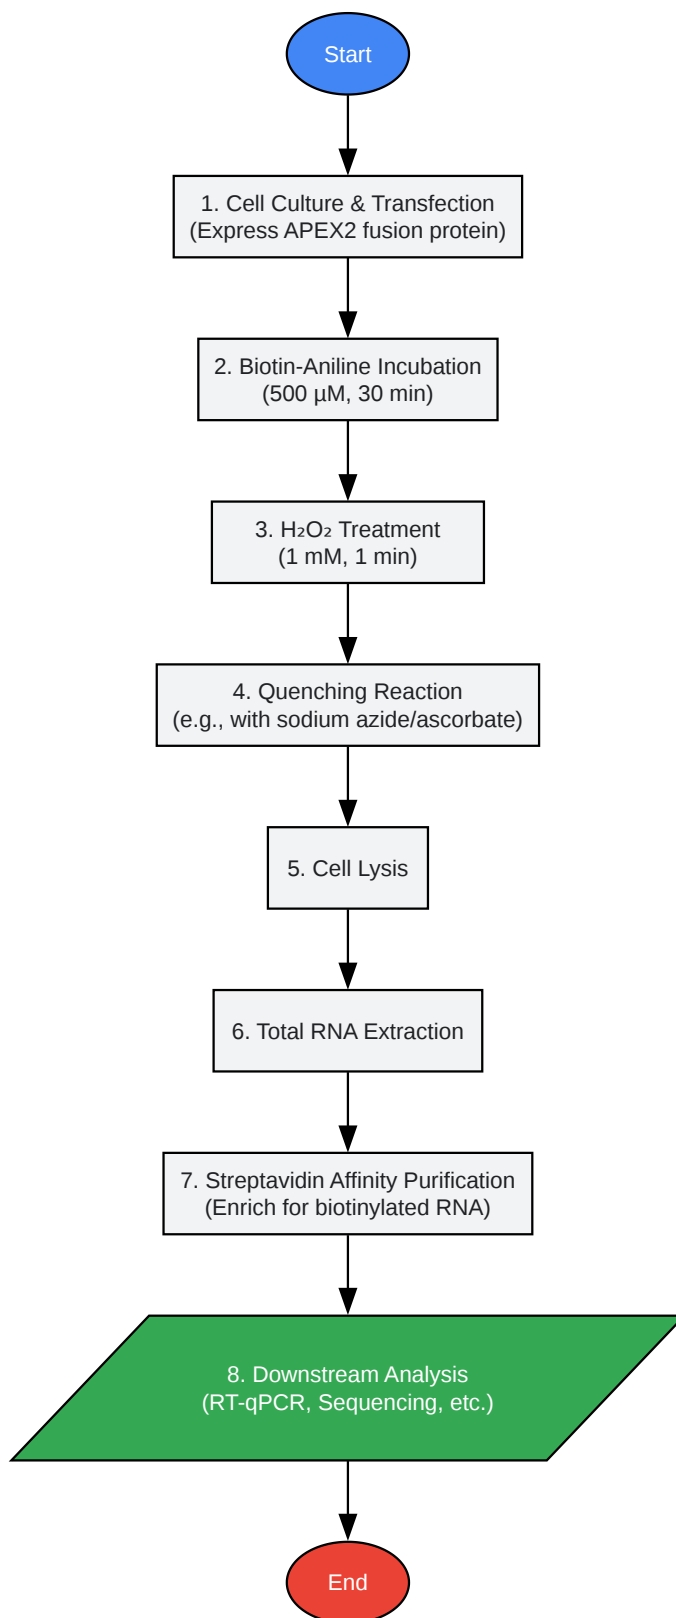 Start
1. Cell Culture & Transfection
(Express APEX2 fusion protein)
2. Biotin-Aniline Incubation
(500 µM, 30 min)
3. H₂O₂ Treatment
(1 mM, 1 min)
4. Quenching Reaction
(e.g., with sodium azide/ascorbate)
5. Cell Lysis
6. Total RNA Extraction
7. Streptavidin Affinity Purification
(Enrich for biotinylated RNA)
8. Downstream Analysis
(RT-qPCR, Sequencing, etc.)
End